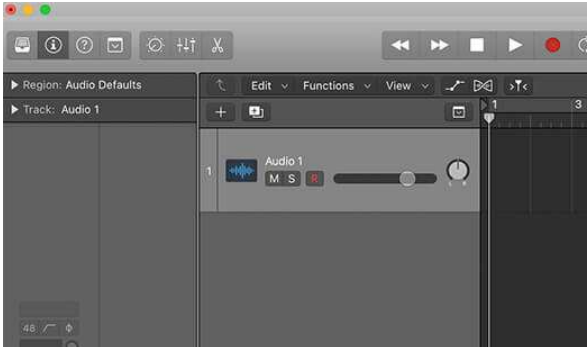 Region: Audio Defaults
Edit Functions View
Track: Audio 1
1 3
1
Audio 1
M S R
L R
48